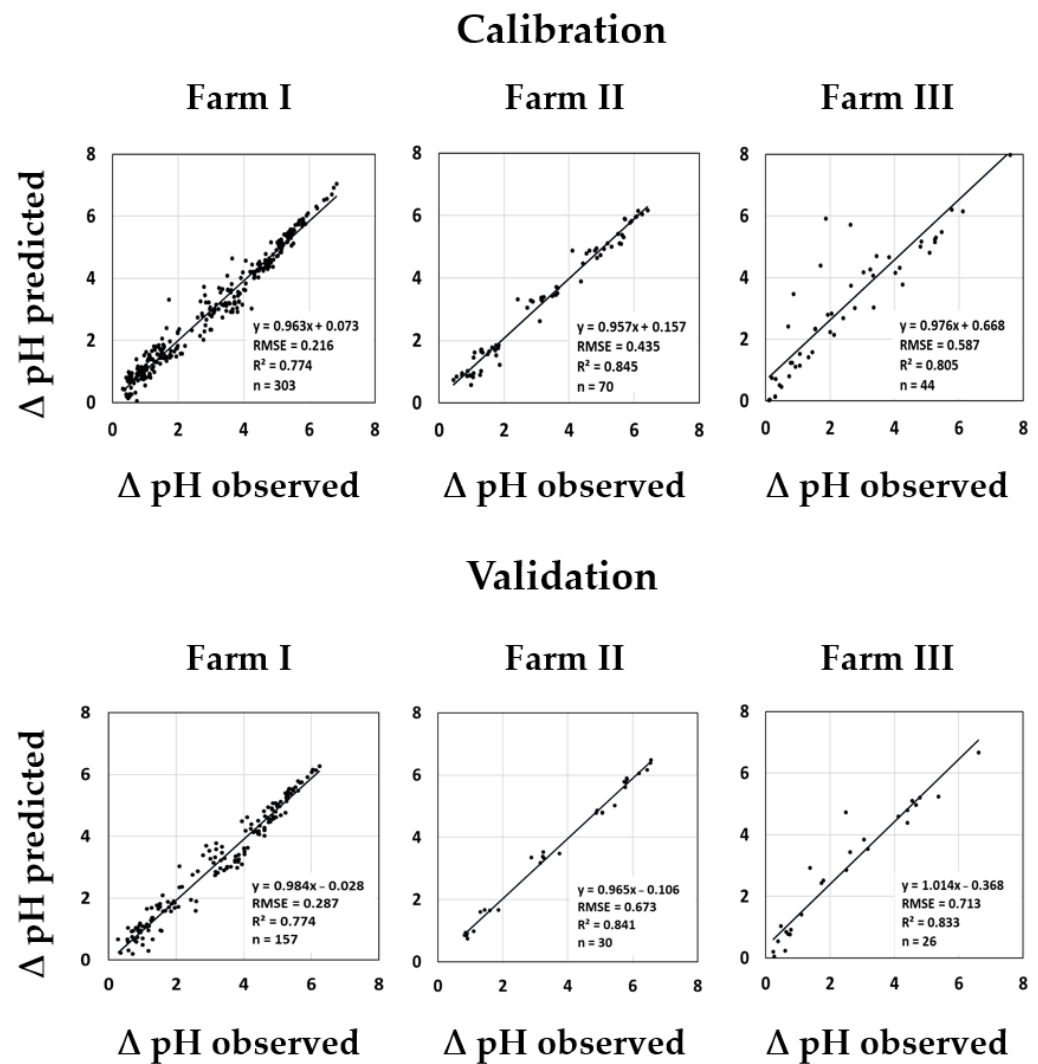 Calibration
Farm I Farm II Farm III
Δ pH predicted
8 8 8
6 6 6
4 4 4
2 2 2
0 0 0
y = 0.963x + 0.073
RMSE = 0.216
R² = 0.774
n = 303
y = 0.957x + 0.157
RMSE = 0.435
R² = 0.845
n = 70
y = 0.976x + 0.668
RMSE = 0.587
R² = 0.805
n = 44
0 2 4 6 8 0 2 4 6 8 0 2 4 6 8
Δ pH observed Δ pH observed Δ pH observed
Validation
Farm I Farm II Farm III
Δ pH predicted
8 8 8
6 6 6
4 4 4
2 2 2
0 0 0
y = 0.984x – 0.028
RMSE = 0.287
R² = 0.774
n = 157
y = 0.965x – 0.106
RMSE = 0.673
R² = 0.841
n = 30
y = 1.014x – 0.368
RMSE = 0.713
R² = 0.833
n = 26
0 2 4 6 8 0 2 4 6 8 0 2 4 6 8
Δ pH observed Δ pH observed Δ pH observed